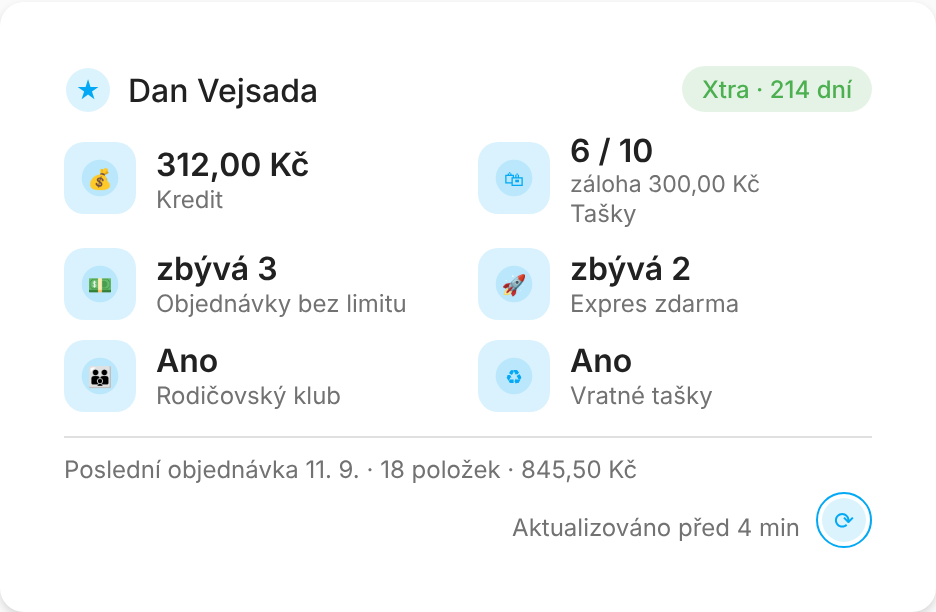 Dan Vejsada
Xtra · 214 dní
312,00 Kč
Kredit
6 / 10
záloha 300,00 Kč
Tašky
zbývá 3
Objednávky bez limitu
zbývá 2
Expres zdarma
Ano
Rodičovský klub
Ano
Vratné tašky
Poslední objednávka 11. 9. · 18 položek · 845,50 Kč
Aktualizováno před 4 min